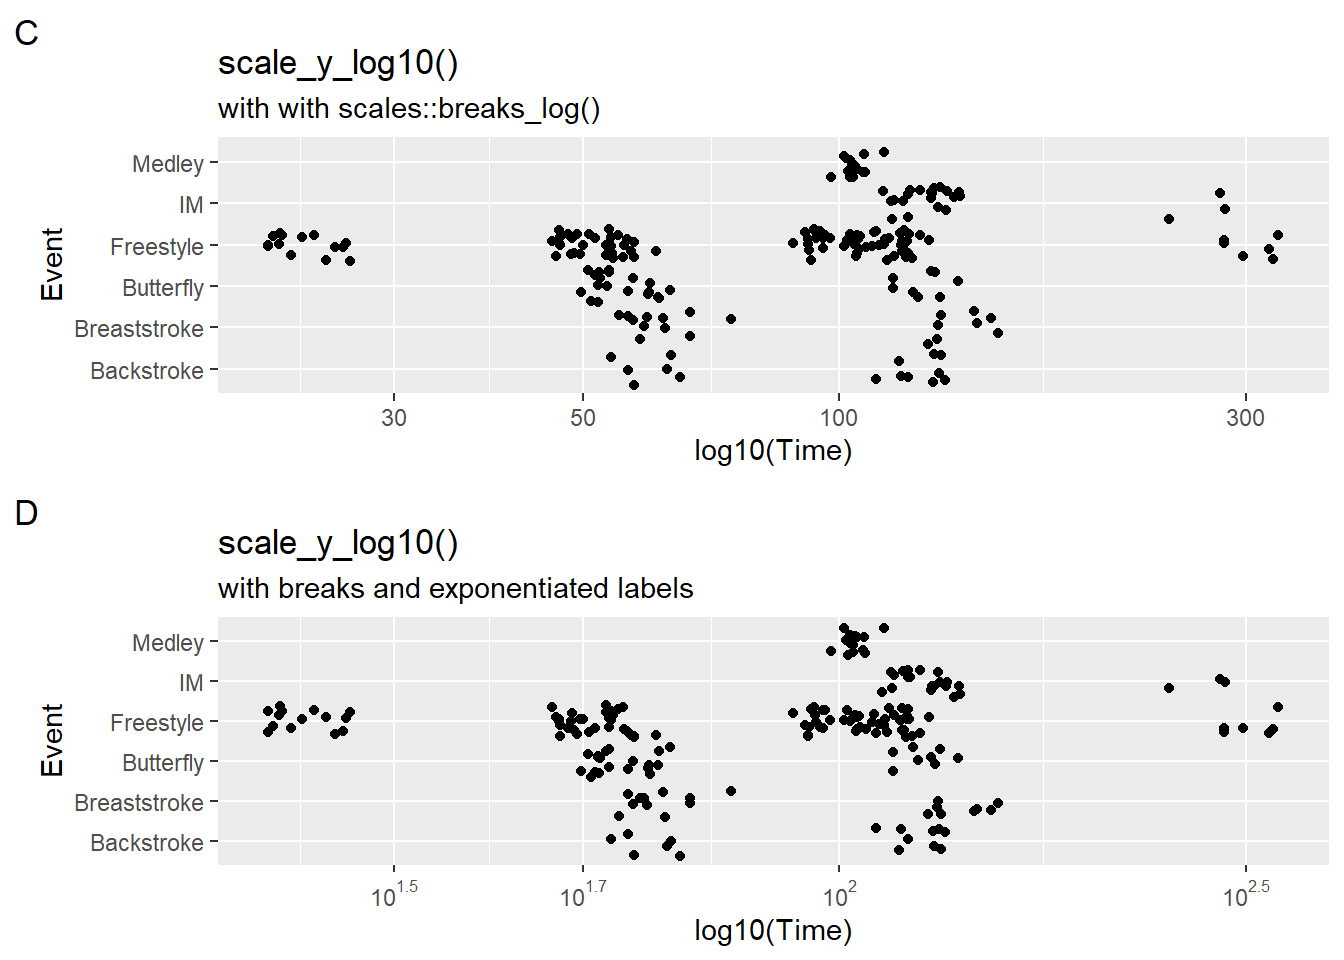 C
scale_y_log10()
with with scales::breaks_log()
Medley
IM
Freestyle
Butterfly
Breaststroke
Backstroke
Event
30 50 100 300
log10(Time)
D
scale_y_log10()
with breaks and exponentiated labels
Medley
IM
Freestyle
Butterfly
Breaststroke
Backstroke
Event
10^1.5 10^1.7 10^2 10^2.5
log10(Time)